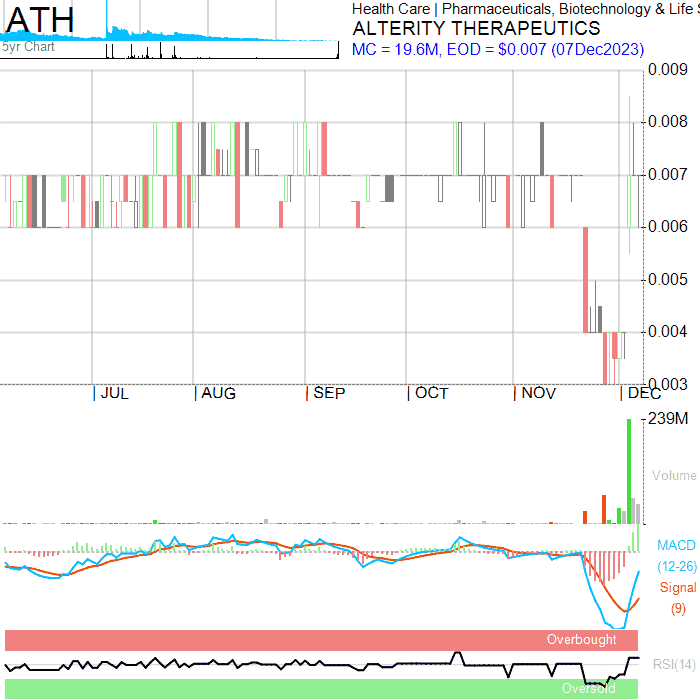 ATH
5yr Chart
Health Care | Pharmaceuticals, Biotechnology & Life S
ALTERITY THERAPEUTICS
MC = 19.6M, EOD = $0.007 (07Dec2023)
0.009
0.008
0.007
0.006
0.005
0.004
0.003
| JUL | AUG | SEP | OCT | NOV | DEC
239M
Volume
MACD
(12-26)
Signal
(9)
Overbought
RSI(14)
Oversold